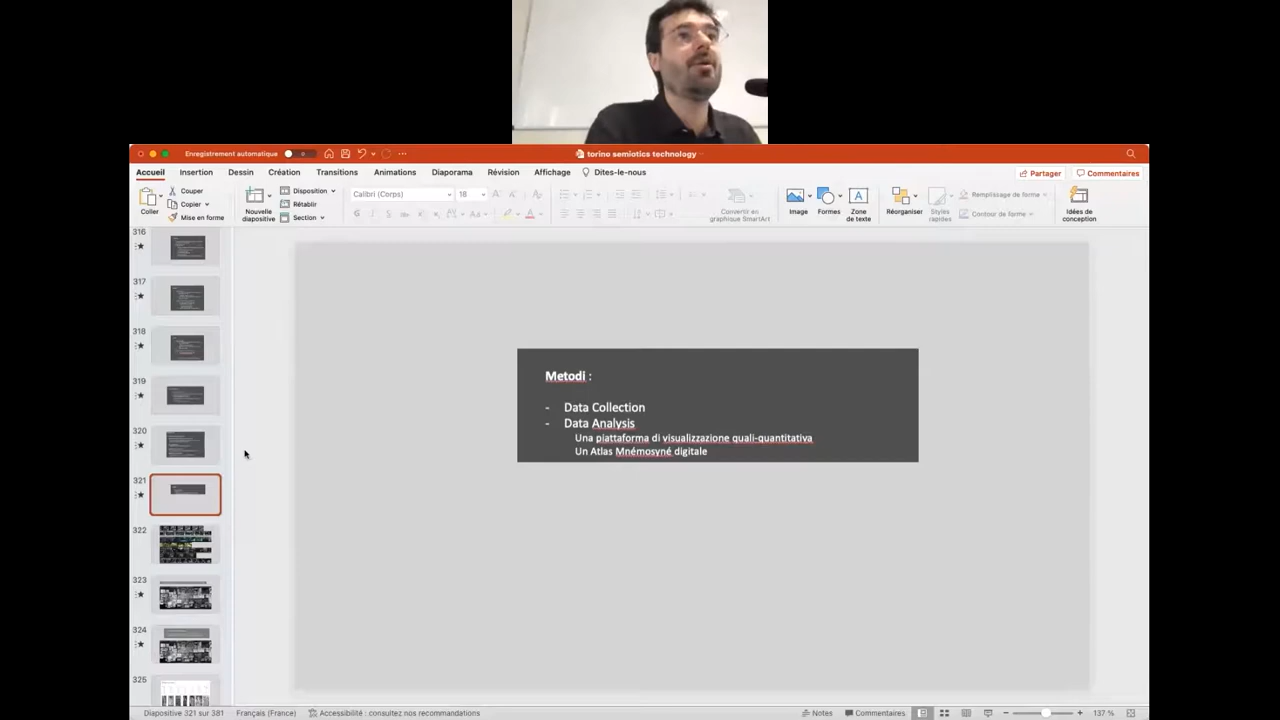 Enregistrement automatique
torino semiotics technology
Accueil Insertion Dessin Création Transitions Animations Diaporama Révision Affichage Dites-le-nous
Partager Commentaires
Coller
Couper
Copier
Mise en forme
Nouvelle
diapositive
Disposition
Rétablir
Section
Calibri (Corps) 18
Convertir en
graphique SmartArt
Image
Formes
Zone
de texte
Réorganiser
Styles
rapides
Remplissage de forme
Contour de forme
Idées de
conception
316
317
318
319
320
321
322
323
324
325
Metodi :
- Data Collection
- Data Analysis
Una piattaforma di visualizzazione quali-quantitativa
Un Atlas Mnémosyné digitale
Diapositive 321 sur 381 Français (France) Accessibilité : consultez nos recommandations
Notes Commentaires 137 %